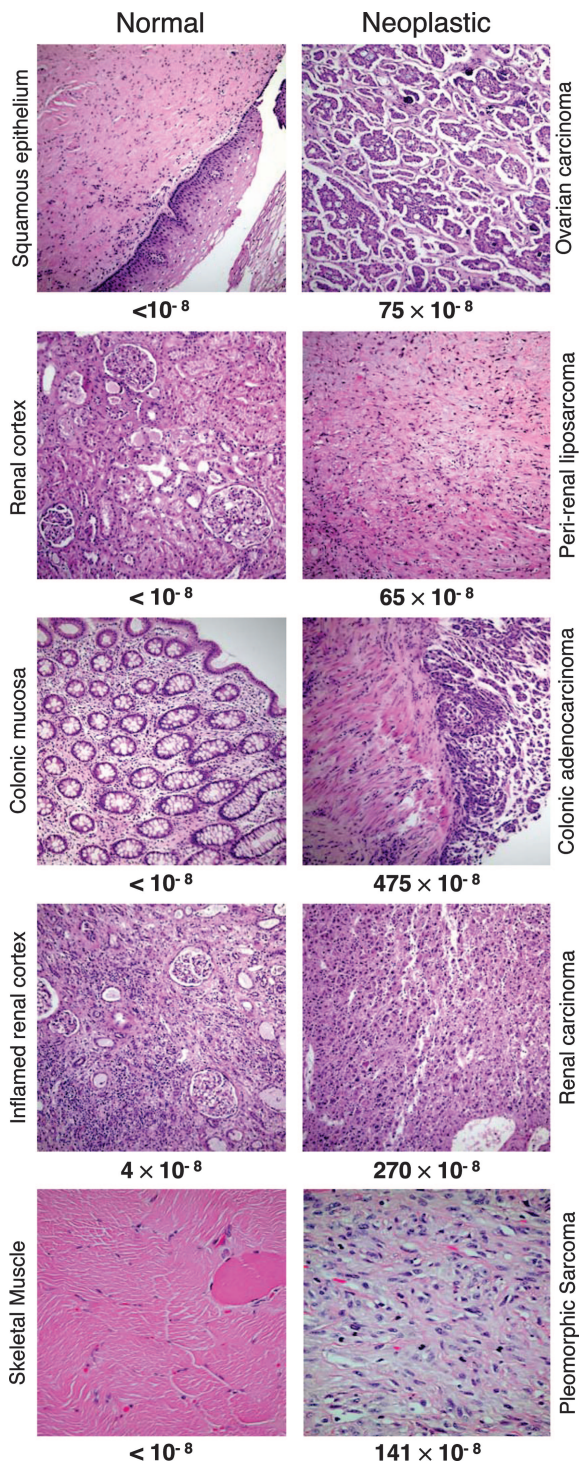 Normal Neoplastic
Squamous epithelium
Ovarian carcinoma
<10⁻⁸
75 × 10⁻⁸
Renal cortex
Peri-renal liposarcoma
< 10⁻⁸
65 × 10⁻⁸
Colonic mucosa
Colonic adenocarcinoma
< 10⁻⁸
475 × 10⁻⁸
Inflamed renal cortex
Renal carcinoma
4 × 10⁻⁸
270 × 10⁻⁸
Skeletal Muscle
Pleomorphic Sarcoma
< 10⁻⁸
141 × 10⁻⁸